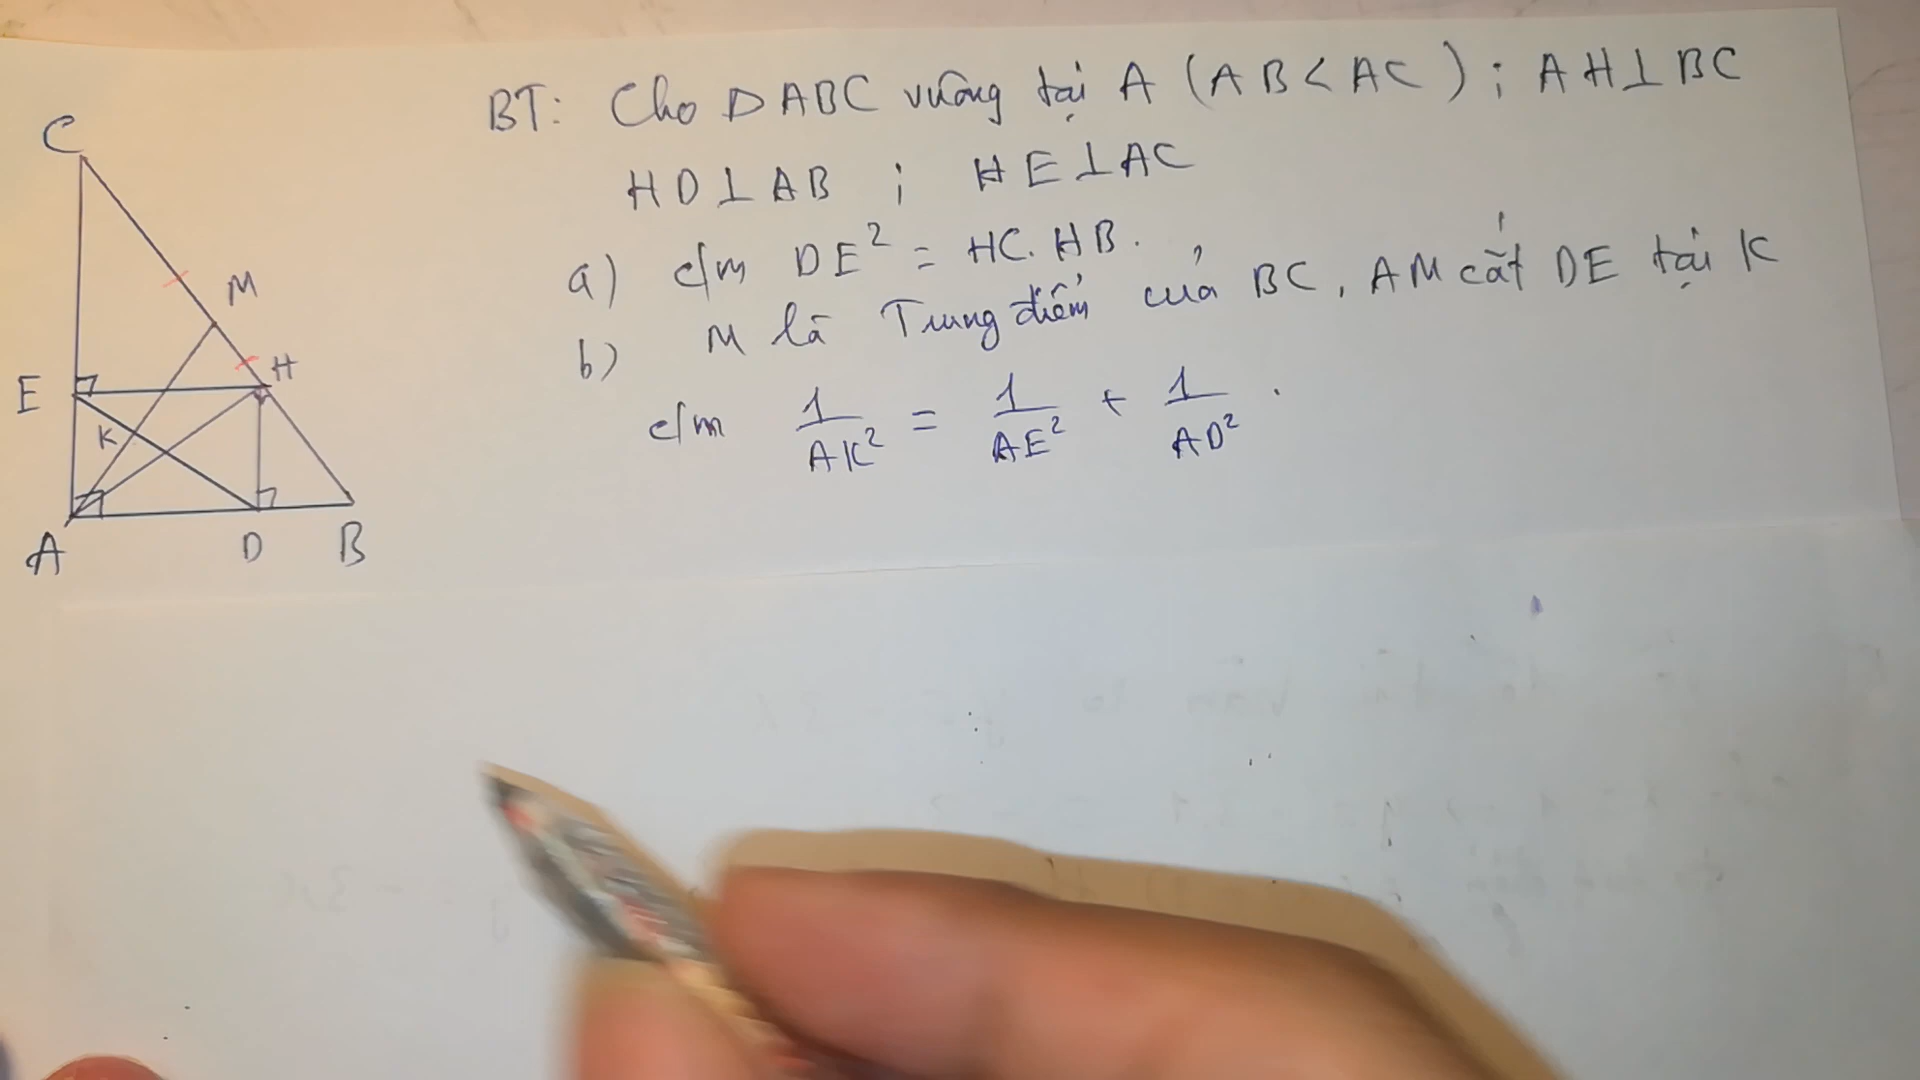 BT: Cho Δ ABC vuông tại A (AB < AC); AH⊥BC
HD⊥AB ; HE⊥AC
a) c/m DE² = HC.HB.
b) M là Trung điểm của BC, AM cắt DE tại K
c/m 1/AK² = 1/AE² + 1/AD².
C
M
H
E
K
A
D
B